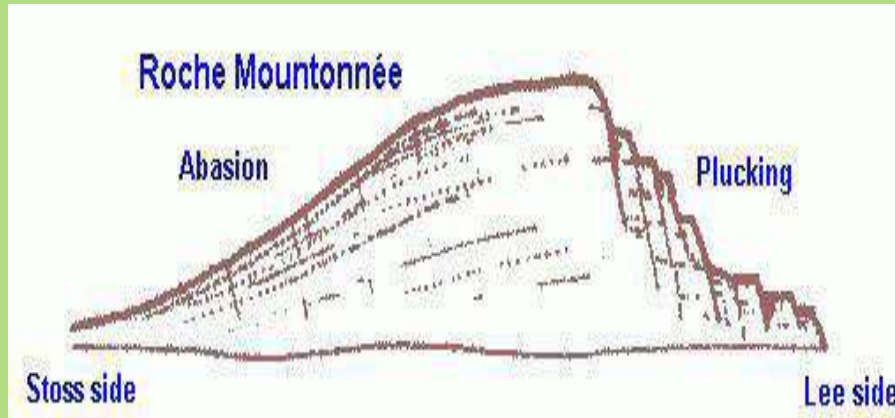 Roche Mountonnée
Abasion
Plucking
Stoss side
Lee side